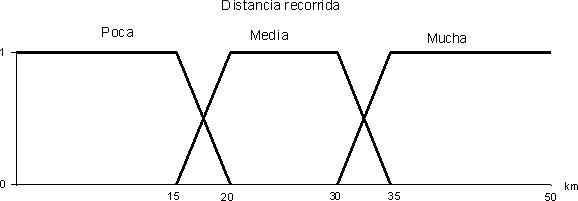 Distancia recorrida
Poca Media Mucha
1
0
15 20 30 35 50 km